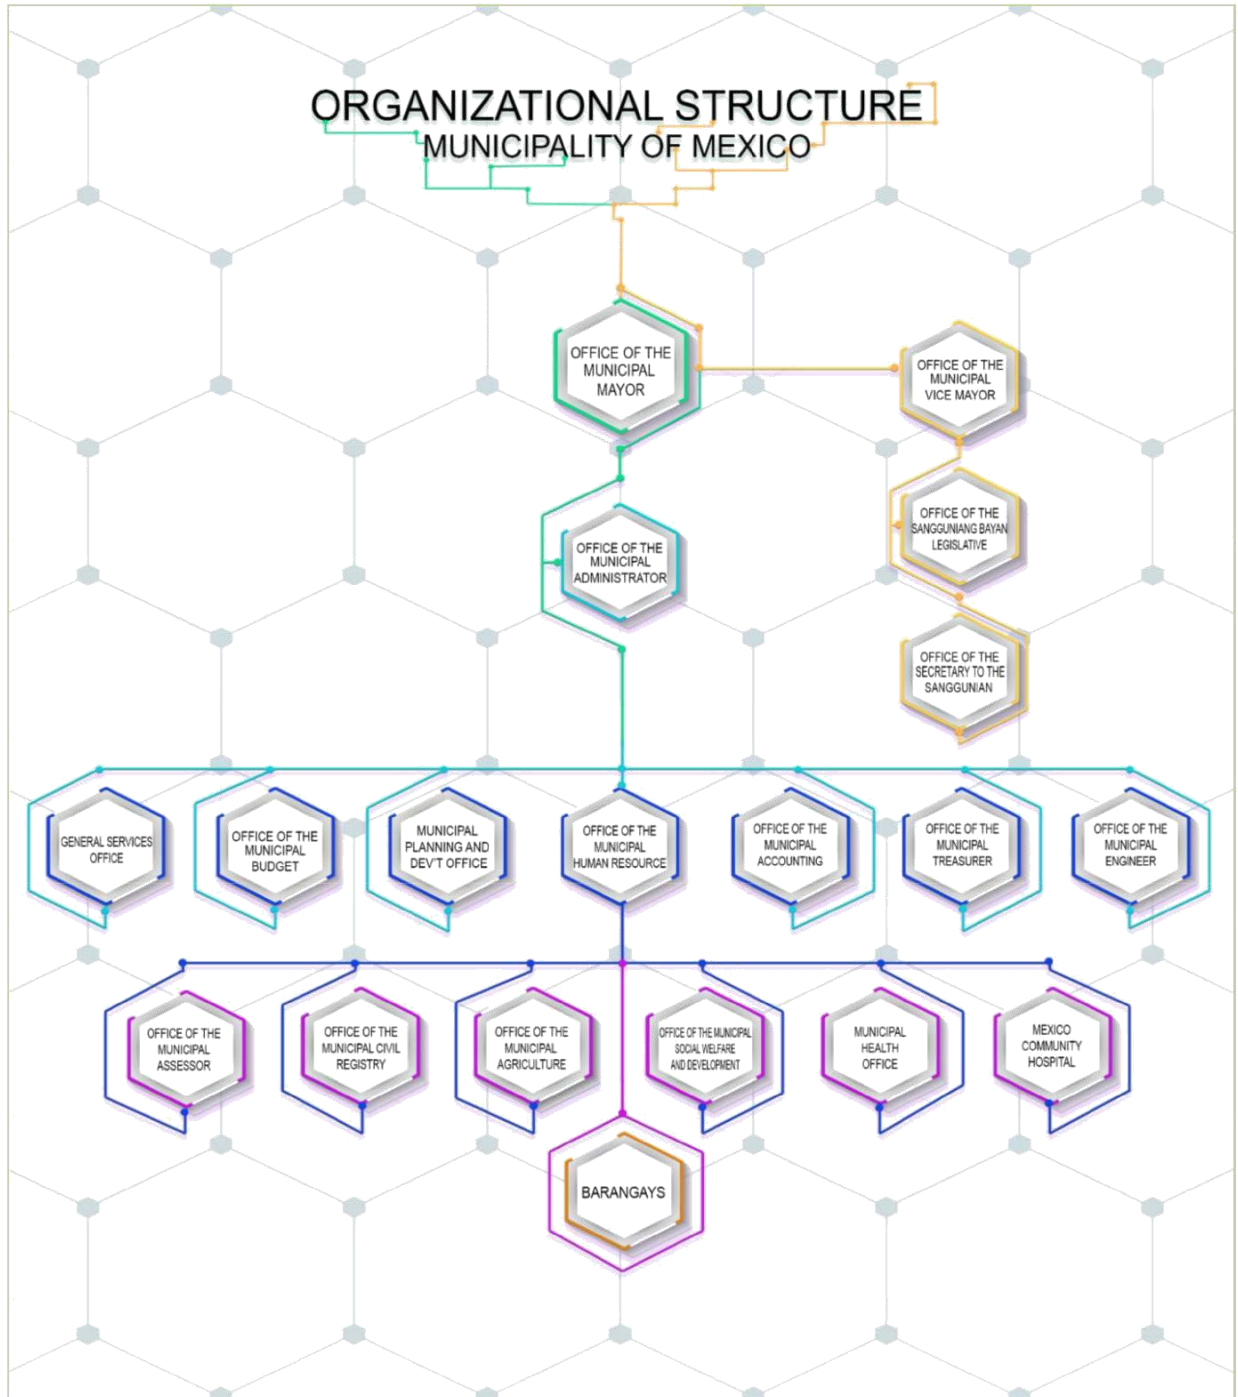 ORGANIZATIONAL STRUCTURE
MUNICIPALITY OF MEXICO
OFFICE OF THE
MUNICIPAL
MAYOR
OFFICE OF THE
MUNICIPAL
VICE MAYOR
OFFICE OF THE
SANGGUNIANG BAYAN
LEGISLATIVE
OFFICE OF THE
MUNICIPAL
ADMINISTRATOR
OFFICE OF THE
SECRETARY TO THE
SANGGUNIAN
GENERAL SERVICES
OFFICE
OFFICE OF THE
MUNICIPAL
BUDGET
MUNICIPAL
PLANNING AND
DEV'T OFFICE
OFFICE OF THE
MUNICIPAL
HUMAN RESOURCE
OFFICE OF THE
MUNICIPAL
ACCOUNTING
OFFICE OF THE
MUNICIPAL
TREASURER
OFFICE OF THE
MUNICIPAL
ENGINEER
OFFICE OF THE
MUNICIPAL
ASSESSOR
OFFICE OF THE
MUNICIPAL CIVIL
REGISTRY
OFFICE OF THE
MUNICIPAL
AGRICULTURE
OFFICE OF THE MUNICIPAL
SOCIAL WELFARE
AND DEVELOPMENT
MUNICIPAL
HEALTH
OFFICE
MEXICO
COMMUNITY
HOSPITAL
BARANGAYS